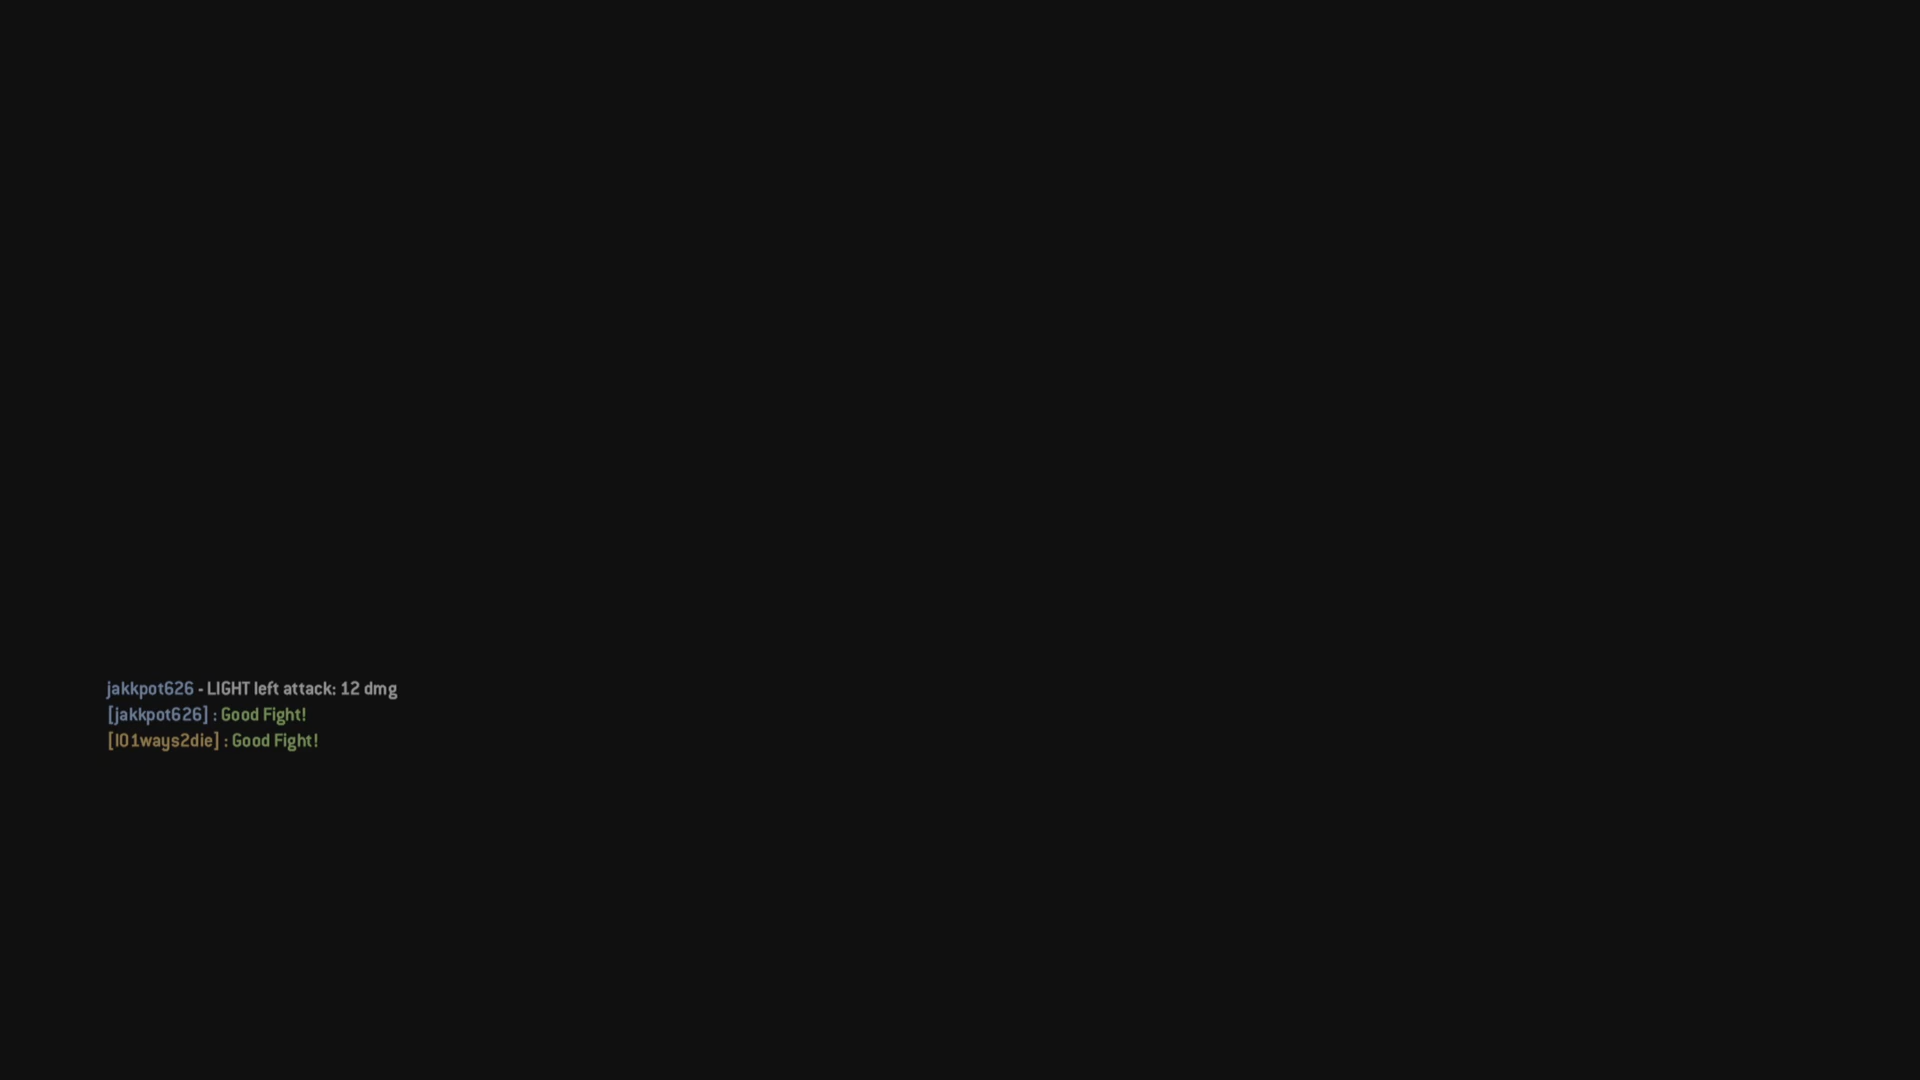 jakkpot626 - LIGHT left attack: 12 dmg
[jakkpot626] : Good Fight!
[l01ways2die] : Good Fight!